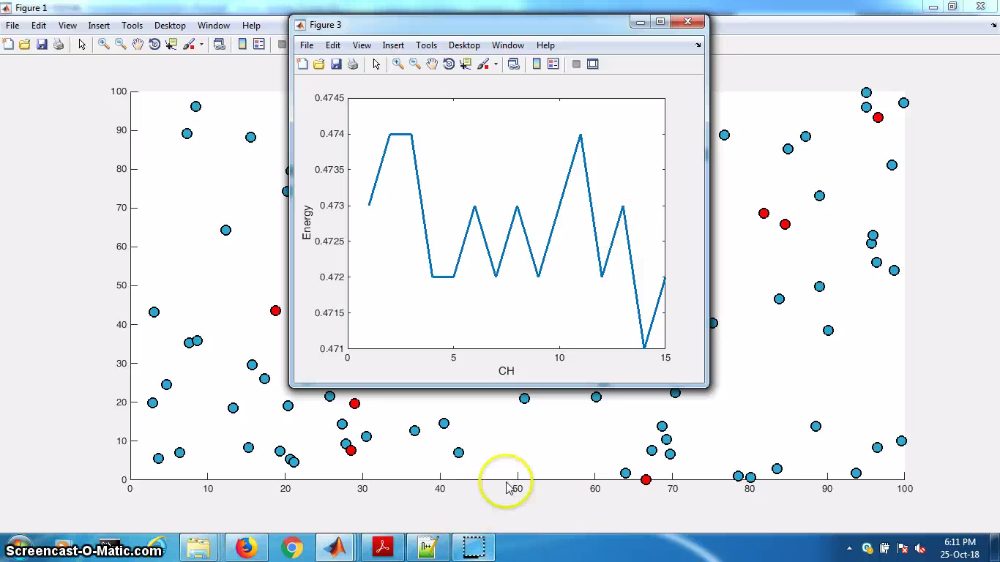 Figure 1
File Edit View Insert Tools Desktop Window Help
Figure 3
File Edit View Insert Tools Desktop Window Help
100
90
80
70
60
50
40
30
20
10
0
0 10 20 30 40 50 60 70 80 90 100
0.4745
0.474
0.4735
0.473
0.4725
0.472
0.4715
0.471
Energy
0 5 10 15
CH
Screencast-O-Matic.com
6:11 PM
25-Oct-18